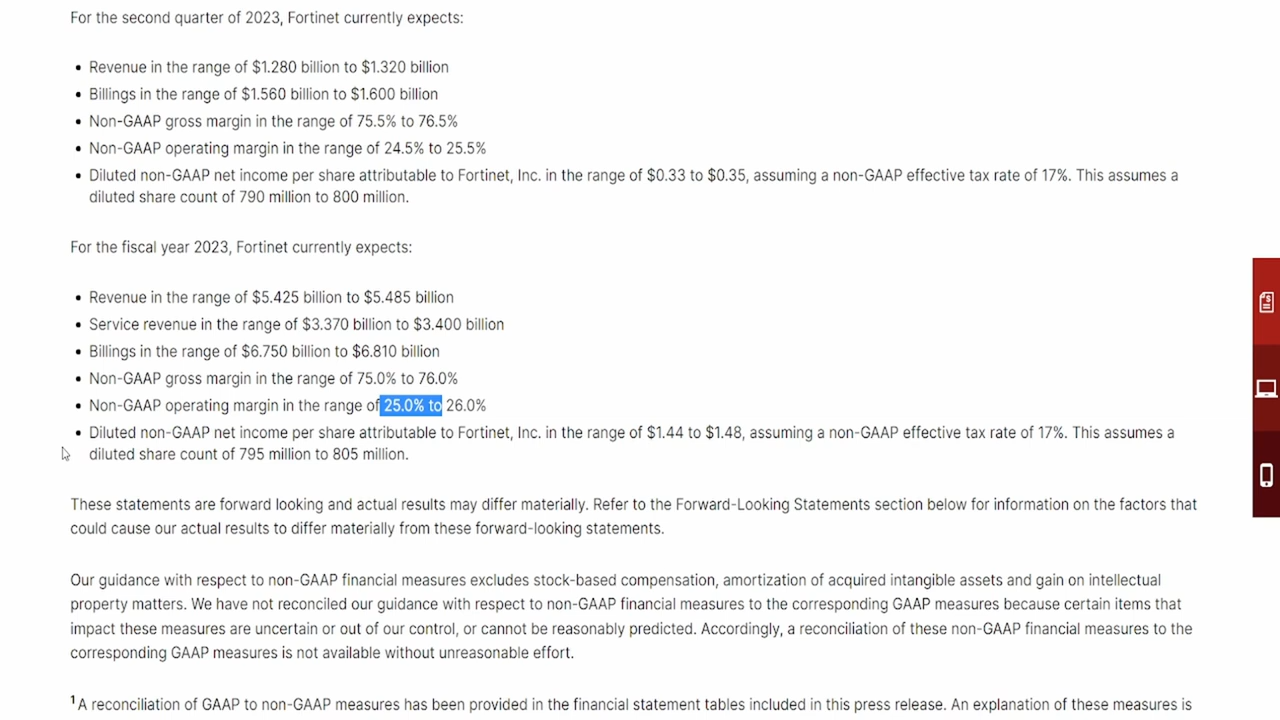 For the second quarter of 2023, Fortinet currently expects:
• Revenue in the range of $1.280 billion to $1.320 billion
• Billings in the range of $1.560 billion to $1.600 billion
• Non-GAAP gross margin in the range of 75.5% to 76.5%
• Non-GAAP operating margin in the range of 24.5% to 25.5%
• Diluted non-GAAP net income per share attributable to Fortinet, Inc. in the range of $0.33 to $0.35, assuming a non-GAAP effective tax rate of 17%. This assumes a
diluted share count of 790 million to 800 million.
For the fiscal year 2023, Fortinet currently expects:
• Revenue in the range of $5.425 billion to $5.485 billion
• Service revenue in the range of $3.370 billion to $3.400 billion
• Billings in the range of $6.750 billion to $6.810 billion
• Non-GAAP gross margin in the range of 75.0% to 76.0%
• Non-GAAP operating margin in the range of 25.0% to 26.0%
• Diluted non-GAAP net income per share attributable to Fortinet, Inc. in the range of $1.44 to $1.48, assuming a non-GAAP effective tax rate of 17%. This assumes a
diluted share count of 795 million to 805 million.
These statements are forward looking and actual results may differ materially. Refer to the Forward-Looking Statements section below for information on the factors that
could cause our actual results to differ materially from these forward-looking statements.
Our guidance with respect to non-GAAP financial measures excludes stock-based compensation, amortization of acquired intangible assets and gain on intellectual
property matters. We have not reconciled our guidance with respect to non-GAAP financial measures to the corresponding GAAP measures because certain items that
impact these measures are uncertain or out of our control, or cannot be reasonably predicted. Accordingly, a reconciliation of these non-GAAP financial measures to the
corresponding GAAP measures is not available without unreasonable effort.
¹A reconciliation of GAAP to non-GAAP measures has been provided in the financial statement tables included in this press release. An explanation of these measures is